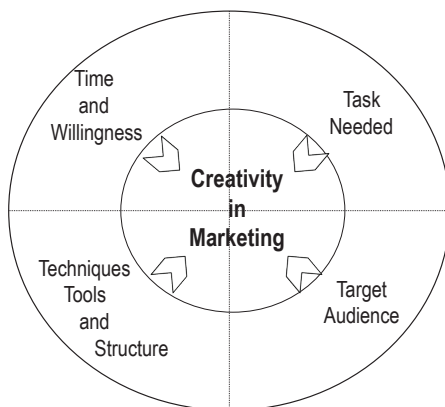 Time
and
Willingness
Task
Needed
Creativity
in
Marketing
Techniques
Tools
and
Structure
Target
Audience